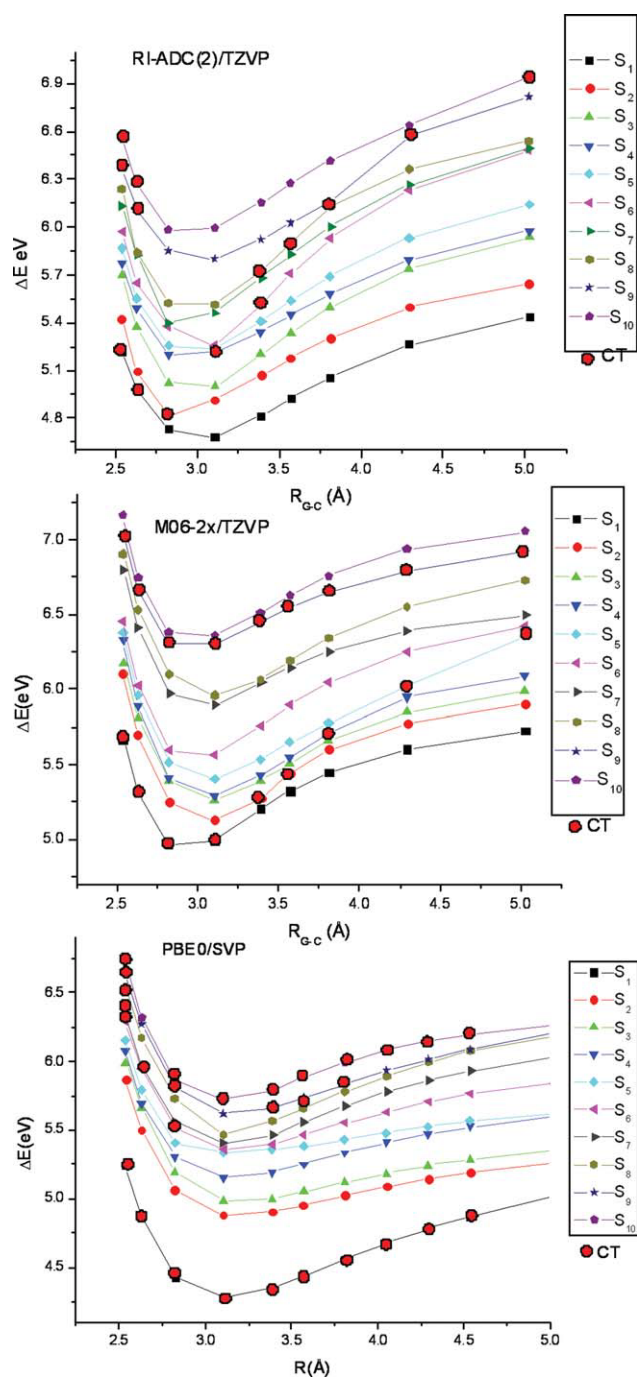 RI-ADC(2)/TZVP
ΔE eV
6.9
6.6
6.3
6.0
5.7
5.4
5.1
4.8
2.5 3.0 3.5 4.0 4.5 5.0
R G-C (Å)
S1
S2
S3
S4
S5
S6
S7
S8
S9
S10
CT
M06-2x/TZVP
ΔE(eV)
7.0
6.5
6.0
5.5
5.0
2.5 3.0 3.5 4.0 4.5 5.0
R G-C (Å)
S1
S2
S3
S4
S5
S6
S7
S8
S9
S10
CT
PBE0/SVP
ΔE(eV)
6.5
6.0
5.5
5.0
4.5
2.5 3.0 3.5 4.0 4.5 5.0
R(Å)
S1
S2
S3
S4
S5
S6
S7
S8
S9
S10
CT